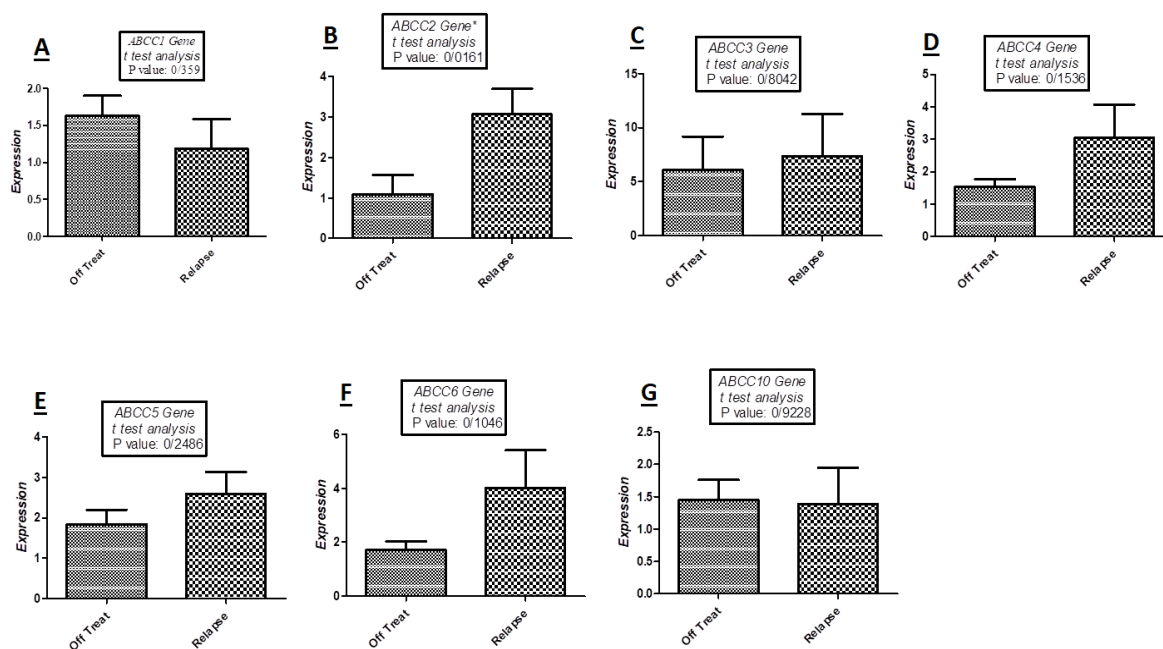 A
ABCC1 Gene
t test analysis
P value: 0/359
Expression
2.0
1.5
1.0
0.5
0.0
Off Treat
Relapse
B
ABCC2 Gene*
t test analysis
P value: 0/0161
Expression
4
3
2
1
0
Off Treat
Relapse
C
ABCC3 Gene
t test analysis
P value: 0/8042
Expression
15
10
5
0
Off Treat
Relapse
D
ABCC4 Gene
t test analysis
P value: 0/1536
Expression
5
4
3
2
1
0
Off Treat
Relapse
E
ABCC5 Gene
t test analysis
P value: 0/2486
Expression
4
3
2
1
0
Off Treat
Relapse
F
ABCC6 Gene
t test analysis
P value: 0/1046
Expression
6
4
2
0
Off Treat
Relapse
G
ABCC10 Gene
t test analysis
P value: 0/9228
Expression
2.5
2.0
1.5
1.0
0.5
0.0
Off Treat
Relapse